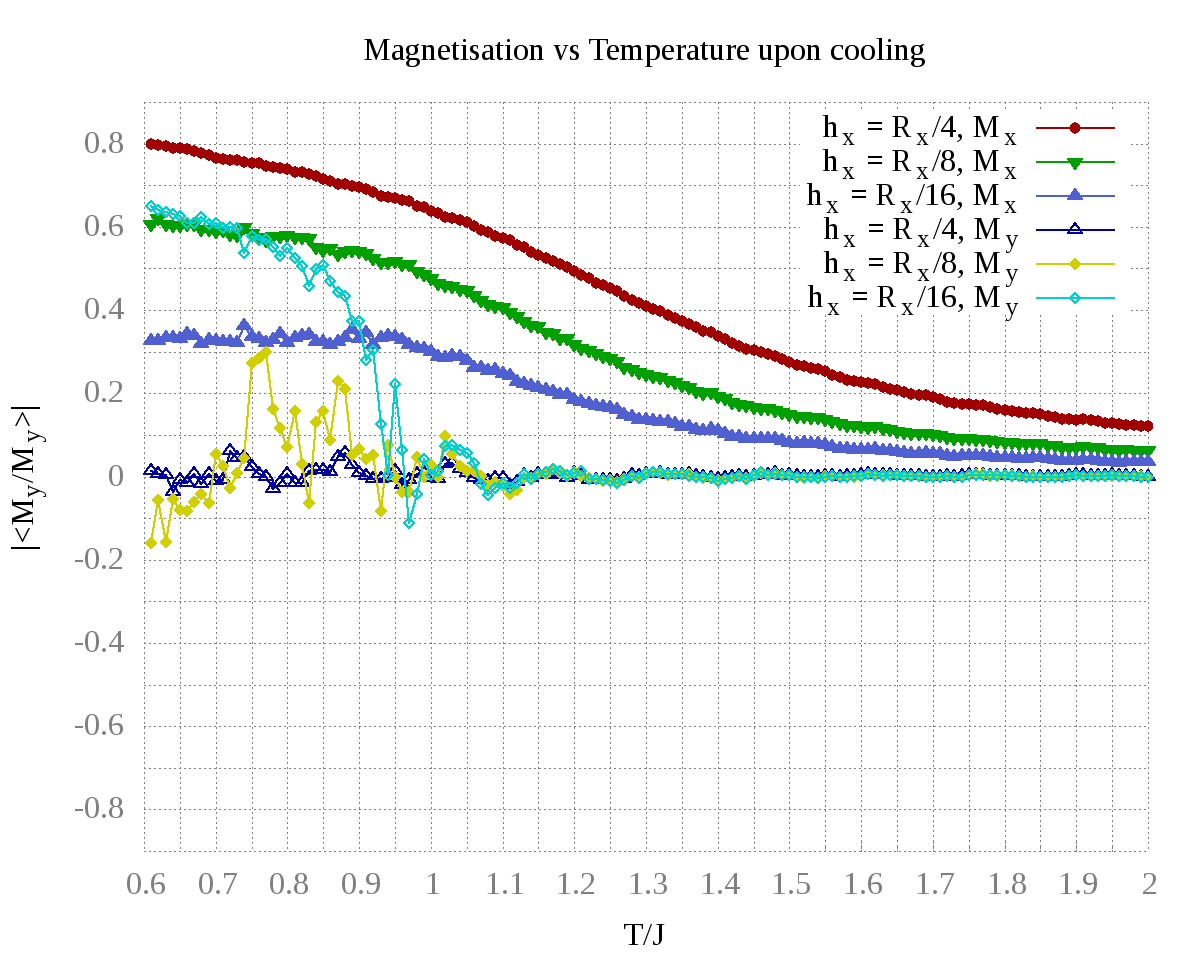 Magnetisation vs Temperature upon cooling
h_x = R_x/4, M_x
h_x = R_x/8, M_x
h_x = R_x/16, M_x
h_x = R_x/4, M_y
h_x = R_x/8, M_y
h_x = R_x/16, M_y
|<M_y/M_y>|
0.8
0.6
0.4
0.2
0
-0.2
-0.4
-0.6
-0.8
0.6 0.7 0.8 0.9 1 1.1 1.2 1.3 1.4 1.5 1.6 1.7 1.8 1.9 2
T/J